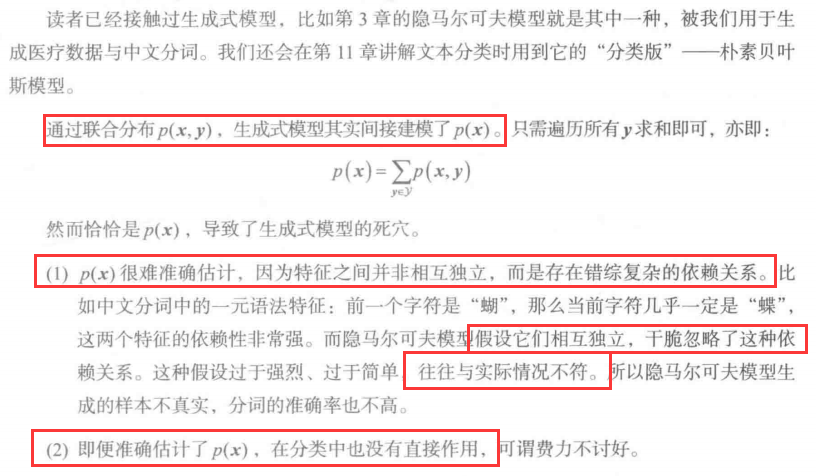 读者已经接触过生成式模型，比如第 3 章的隐马尔可夫模型就是其中一种，被我们用于生
成医疗数据与中文分词。我们还会在第 11 章讲解文本分类时用到它的“分类版”——朴素贝叶
斯模型。
通过联合分布 p(x, y)，生成式模型其实间接建模了 p(x)。只需遍历所有 y 求和即可，亦即：
p(x)=∑p(x,y)
y∈𝒴
然而恰恰是 p(x)，导致了生成式模型的死穴。
(1) p(x) 很难准确估计，因为特征之间并非相互独立，而是存在错综复杂的依赖关系。比
如中文分词中的一元语法特征：前一个字符是“蝴”，那么当前字符几乎一定是“蝶”，
这两个特征的依赖性非常强。而隐马尔可夫模型假设它们相互独立，干脆忽略了这种依
赖关系。这种假设过于强烈、过于简单，往往与实际情况不符。所以隐马尔可夫模型生
成的样本不真实，分词的准确率也不高。
(2) 即便准确估计了 p(x)，在分类中也没有直接作用，可谓费力不讨好。